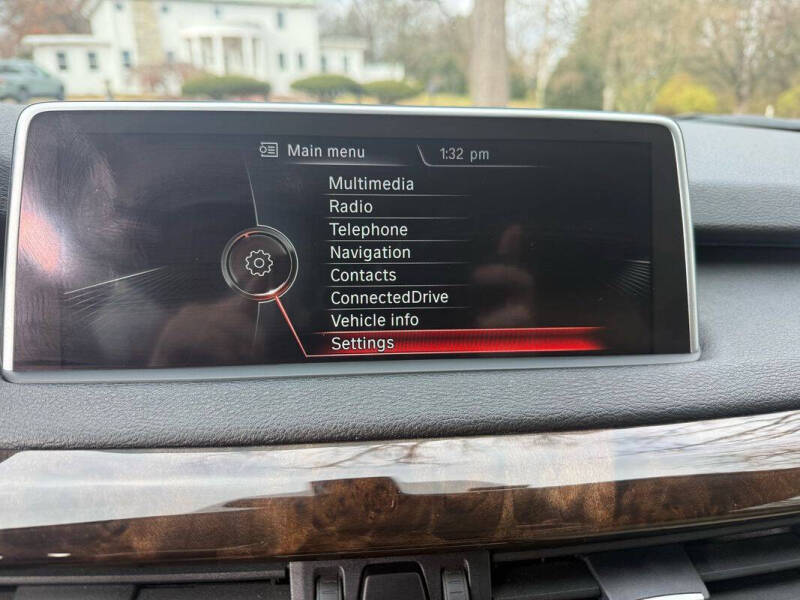 Main menu
1:32 pm
Multimedia
Radio
Telephone
Navigation
Contacts
ConnectedDrive
Vehicle info
Settings